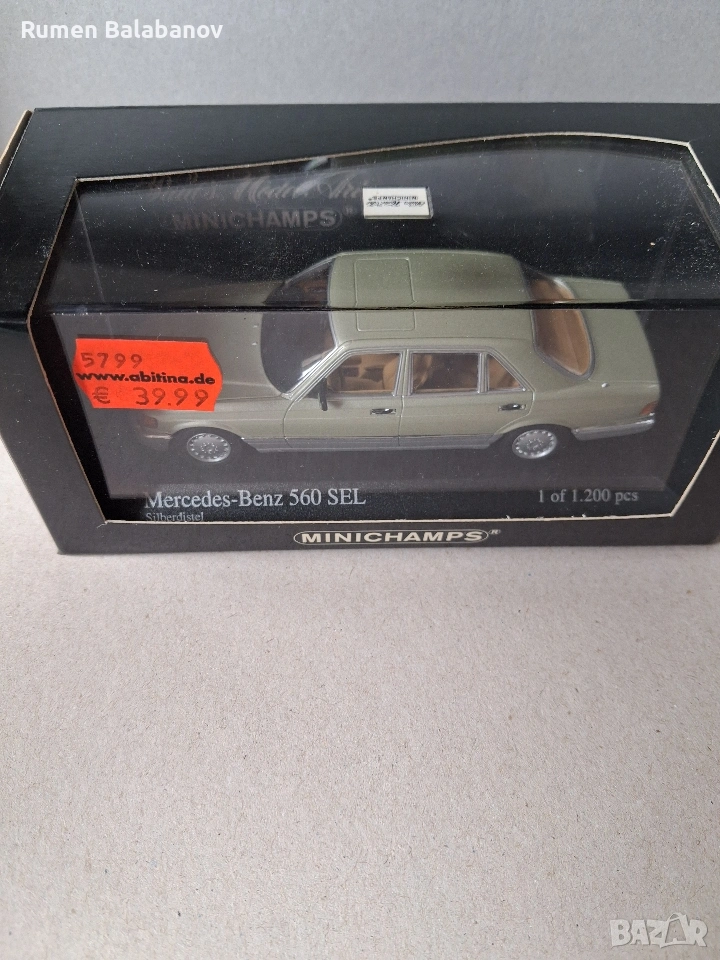 Rumen Balabanov
MINICHAMPS®
MINICHAMPS
5799
www.abitina.de
€ 39.99
Mercedes-Benz 560 SEL
1 of 1.200 pcs
Silberdistel
MINICHAMPS®
BAZAR